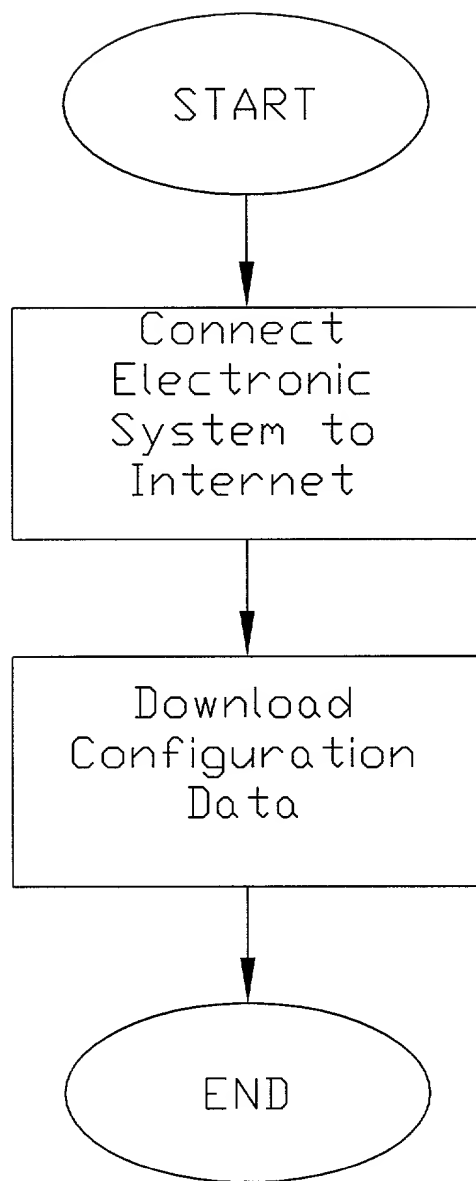 START
Connect
Electronic
System to
Internet
Download
Configuration
Data
END